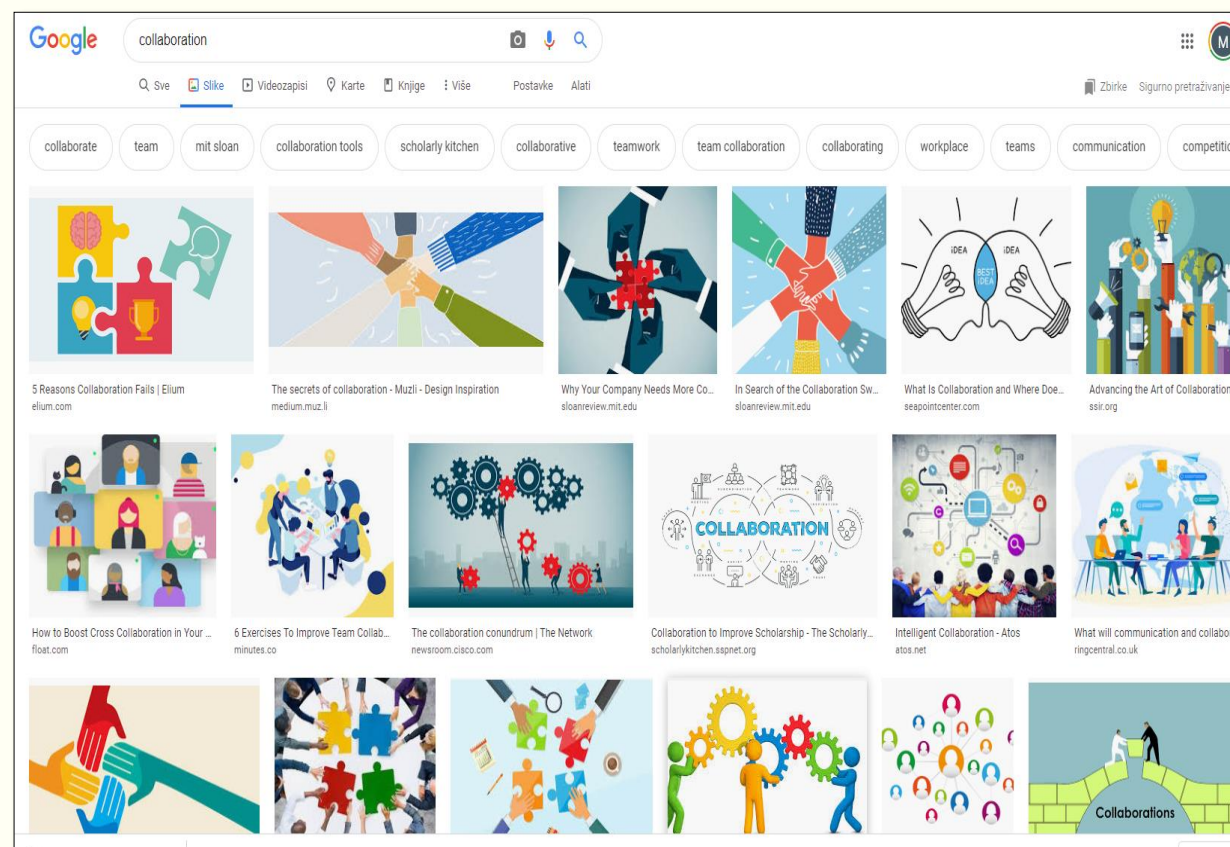 Google
collaboration
M
Sve Slike Videozapisi Karte Knjige Više Postavke Alati Zbirke Sigurno pretraživanje
collaborate team mit sloan collaboration tools scholarly kitchen collaborative teamwork team collaboration collaborating workplace teams communication competitio
iDEA iDEA
BEST
iDEA
5 Reasons Collaboration Fails | Elium
elium.com
The secrets of collaboration - Muzli - Design Inspiration
medium.muz.li
Why Your Company Needs More Co...
sloanreview.mit.edu
In Search of the Collaboration Sw...
sloanreview.mit.edu
What Is Collaboration and Where Doe...
seapointcenter.com
Advancing the Art of Collaboration
ssir.org
COLLABORATION
How to Boost Cross Collaboration in Your ...
float.com
6 Exercises To Improve Team Collab...
minutes.co
The collaboration conundrum | The Network
newsroom.cisco.com
Collaboration to Improve Scholarship - The Scholarly...
scholarlykitchen.sspnet.org
Intelligent Collaboration - Atos
atos.net
What will communication and collabo
ringcentral.co.uk
Collaborations